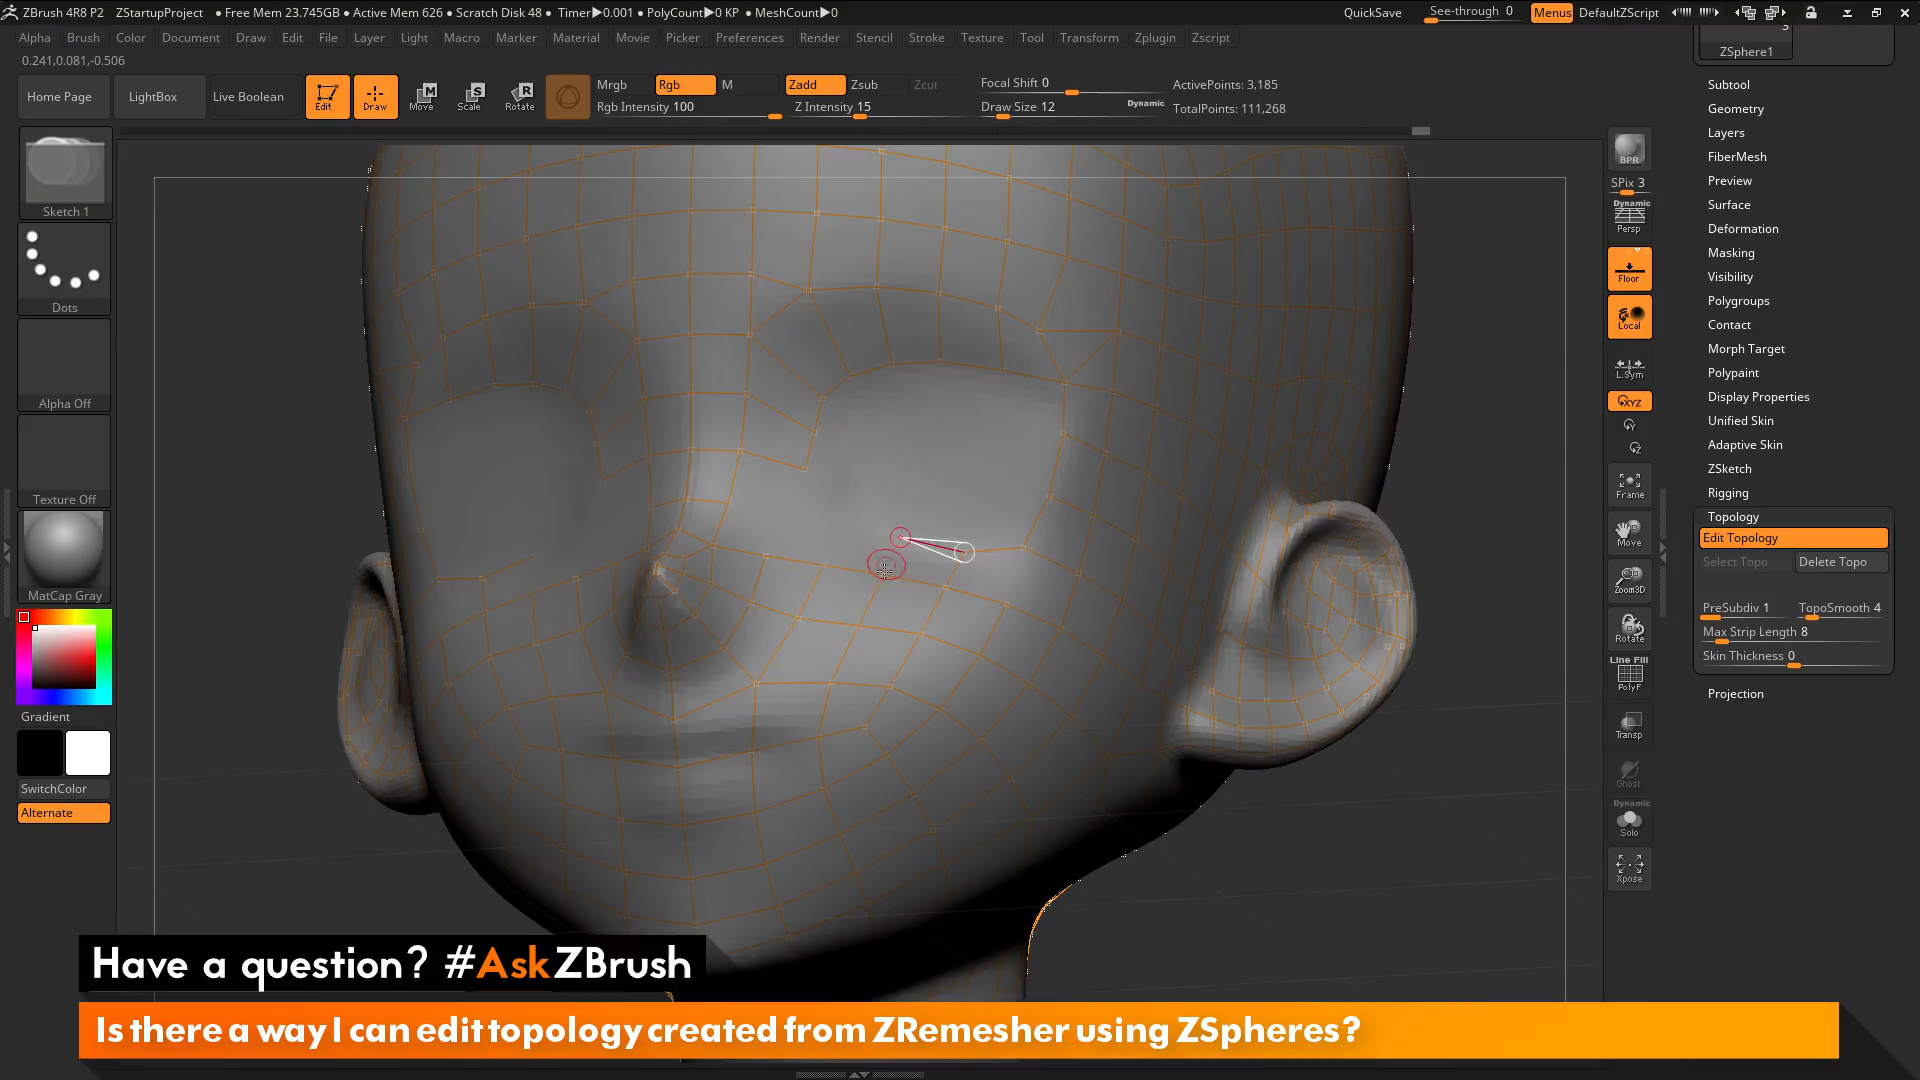 ZBrush 4R8 P2 ZStartupProject ● Free Mem 23.745GB ● Active Mem 626 ● Scratch Disk 48 ● Timer▶0.001 ● PolyCount▶0 KP ● MeshCount▶0 QuickSave See-through 0 Menus DefaultZScript
Alpha Brush Color Document Draw Edit File Layer Light Macro Marker Material Movie Picker Preferences Render Stencil Stroke Texture Tool Transform Zplugin Zscript
0.241,0.081,-0.506
Home Page LightBox Live Boolean Edit Draw Move Scale Rotate
Mrgb Rgb M Zadd Zsub Zcut Focal Shift 0 ActivePoints: 3,185
Rgb Intensity 100 Z Intensity 15 Draw Size 12 Dynamic TotalPoints: 111,268
Sketch 1
Dots
Alpha Off
Texture Off
MatCap Gray
Gradient
SwitchColor
Alternate
BPR
SPix 3
Dynamic
Persp
Floor
Local
L.Sym
XYZ
Y
Z
Frame
Move
Zoom3D
Rotate
Line Fill
PolyF
Transp
Ghost
Dynamic
Solo
Xpose
3
ZSphere1
Subtool
Geometry
Layers
FiberMesh
Preview
Surface
Deformation
Masking
Visibility
Polygroups
Contact
Morph Target
Polypaint
Display Properties
Unified Skin
Adaptive Skin
ZSketch
Rigging
Topology
Edit Topology
Select Topo Delete Topo
PreSubdiv 1 TopoSmooth 4
Max Strip Length 8
Skin Thickness 0
Projection
Have a question? #AskZBrush
Is there a way I can edit topology created from ZRemesher using ZSpheres?